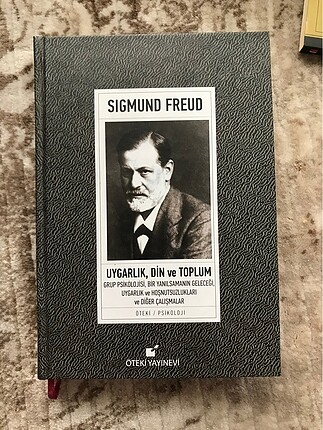 SIGMUND FREUD
UYGARLIK, DİN ve TOPLUM
GRUP PSİKOLOJİSİ, BİR YANILSAMANIN GELECEĞİ,
UYGARLIK ve HOŞNUTSUZLUKLARI
ve DİĞER ÇALIŞMALAR
ÖTEKİ / PSİKOLOJİ
ÖTEKİ YAYINEVİ